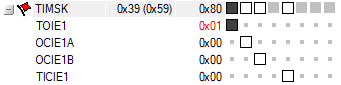 TIMSK 0x39 (0x59) 0x80
TOIE1 0x01
OCIE1A 0x00
OCIE1B 0x00
TICIE1 0x00